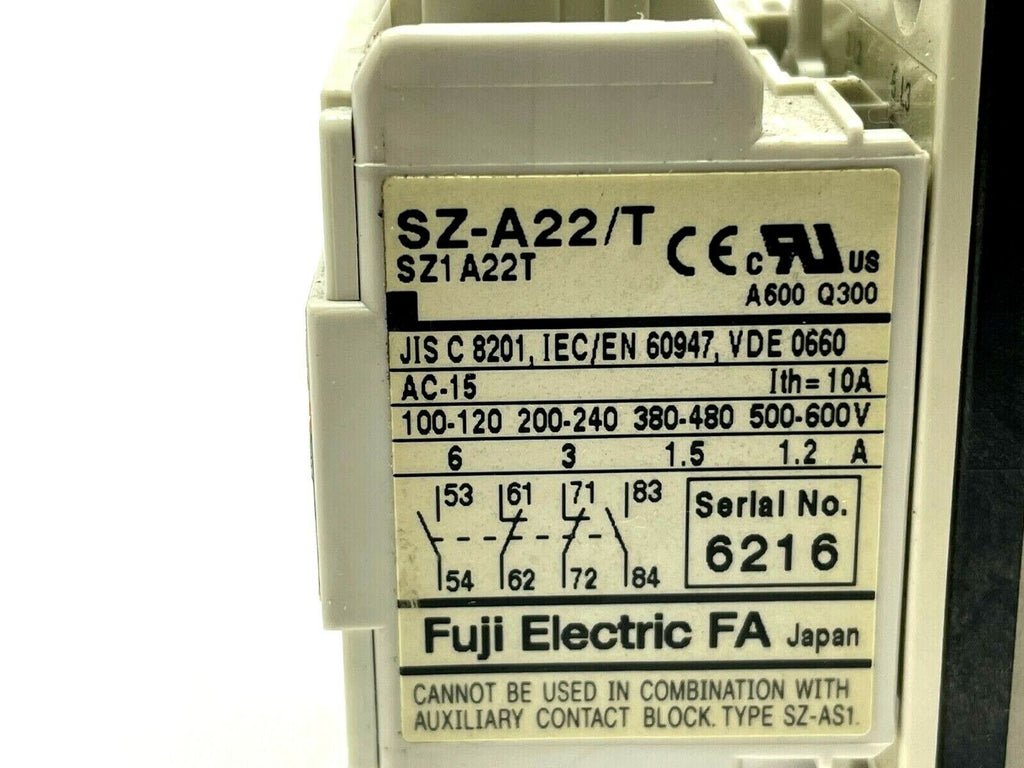 SZ-A22/T
SZ1A22T
CE c RU US
A600 Q300
JIS C 8201, IEC/EN 60947, VDE 0660
AC-15 Ith=10A
100-120 200-240 380-480 500-600V
6 3 1.5 1.2 A
53 61 71 83
54 62 72 84
Serial No.
6216
Fuji Electric FA Japan
CANNOT BE USED IN COMBINATION WITH
AUXILIARY CONTACT BLOCK. TYPE SZ-AS1.